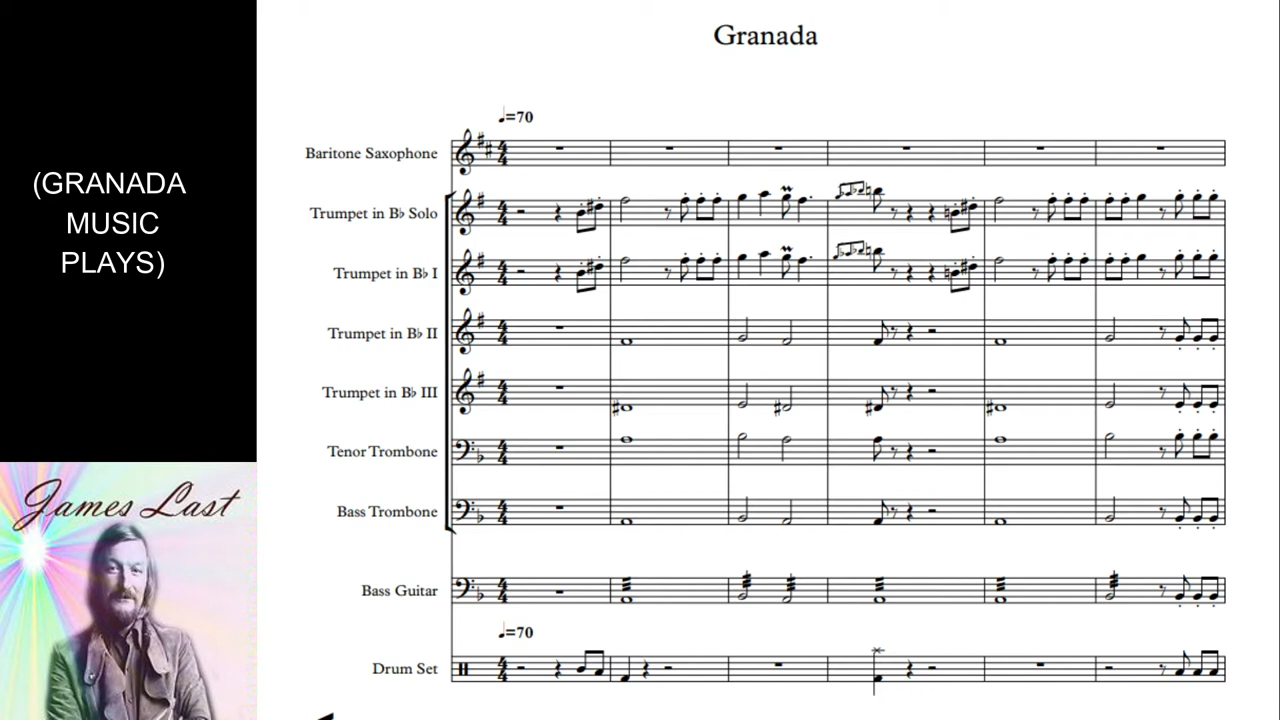 Granada
(GRANADA
MUSIC
PLAYS)
♩=70
Baritone Saxophone
Trumpet in B♭ Solo
Trumpet in B♭ I
Trumpet in B♭ II
Trumpet in B♭ III
Tenor Trombone
Bass Trombone
Bass Guitar
♩=70
Drum Set
James Last